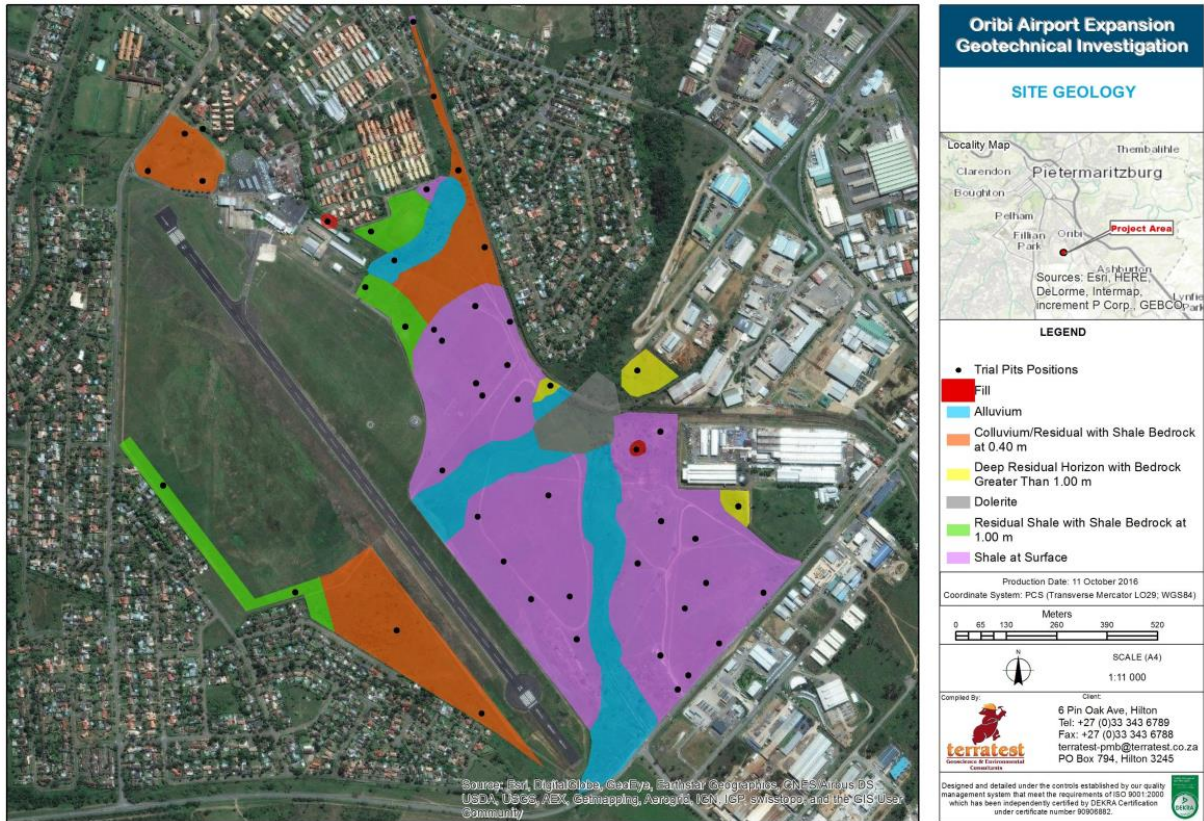 Oribi Airport Expansion
Geotechnical Investigation
SITE GEOLOGY
Locality Map
Thembalihle
Clarendon
Pietermaritzburg
Boughton
Pelham
Fillian
Park
Oribi
Project Area
Ashburton
Lynfie
Park
Sources: Esri, HERE,
DeLorme, Intermap,
increment P Corp., GEBCO,
LEGEND
Trial Pits Positions
Fill
Alluvium
Colluvium/Residual with Shale Bedrock
at 0.40 m
Deep Residual Horizon with Bedrock
Greater Than 1.00 m
Dolerite
Residual Shale with Shale Bedrock at
1.00 m
Shale at Surface
Production Date: 11 October 2016
Coordinate System: PCS (Transverse Mercator LO29; WGS84)
Meters
0 65 130 260 390 520
N
SCALE (A4)
1:11 000
Compiled By:
Client:
terratest
Geoscience & Environmental
Consultants
6 Pin Oak Ave, Hilton
Tel: +27 (0)33 343 6789
Fax: +27 (0)33 343 6788
terratest-pmb@terratest.co.za
PO Box 794, Hilton 3245
Designed and detailed under the controls established by our quality
management system that meet the requirements of ISO 9001:2000
which has been independently certified by DEKRA Certification
under certificate number 90906882.
DEKRA
Source: Esri, DigitalGlobe, GeoEye, Earthstar Geographics, CNES/Airbus DS,
USDA, USGS, AEX, Getmapping, Aerogrid, IGN, IGP, swisstopo, and the GIS User
Community